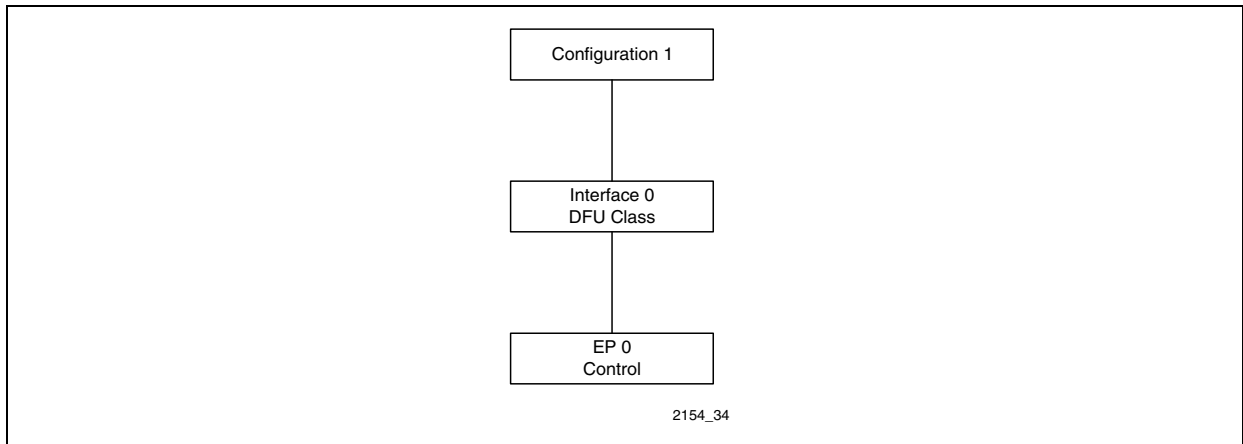 Configuration 1
Interface 0
DFU Class
EP 0
Control
2154_34